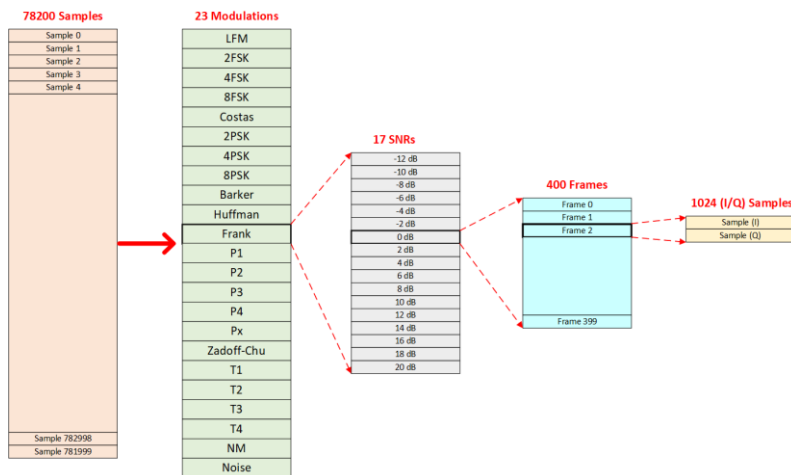 78200 Samples
Sample 0
Sample 1
Sample 2
Sample 3
Sample 4
Sample 782998
Sample 781999
23 Modulations
LFM
2FSK
4FSK
8FSK
Costas
2PSK
4PSK
8PSK
Barker
Huffman
Frank
P1
P2
P3
P4
Px
Zadoff-Chu
T1
T2
T3
T4
NM
Noise
17 SNRs
-12 dB
-10 dB
-8 dB
-6 dB
-4 dB
-2 dB
0 dB
2 dB
4 dB
6 dB
8 dB
10 dB
12 dB
14 dB
16 dB
18 dB
20 dB
400 Frames
Frame 0
Frame 1
Frame 2
Frame 399
1024 (I/Q) Samples
Sample (I)
Sample (Q)